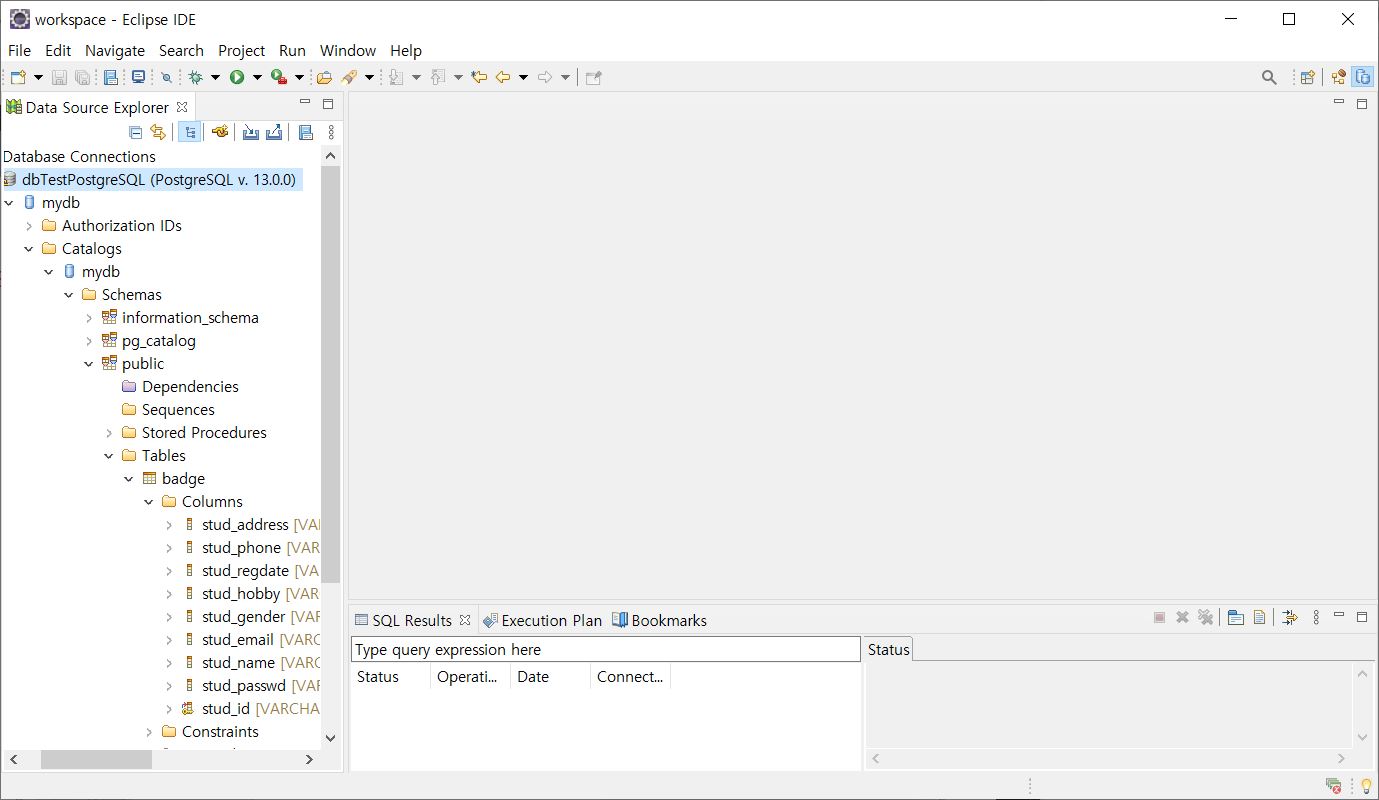 workspace - Eclipse IDE
File Edit Navigate Search Project Run Window Help
Data Source Explorer
Database Connections
dbTestPostgreSQL (PostgreSQL v. 13.0.0)
mydb
Authorization IDs
Catalogs
mydb
Schemas
information_schema
pg_catalog
public
Dependencies
Sequences
Stored Procedures
Tables
badge
Columns
stud_address [VA
stud_phone [VAR
stud_regdate [VA
stud_hobby [VAR
stud_gender [VAF
stud_email [VARC
stud_name [VARC
stud_passwd [VAF
stud_id [VARCHA
Constraints
SQL Results Execution Plan Bookmarks
Type query expression here
Status Operati... Date Connect...
Status